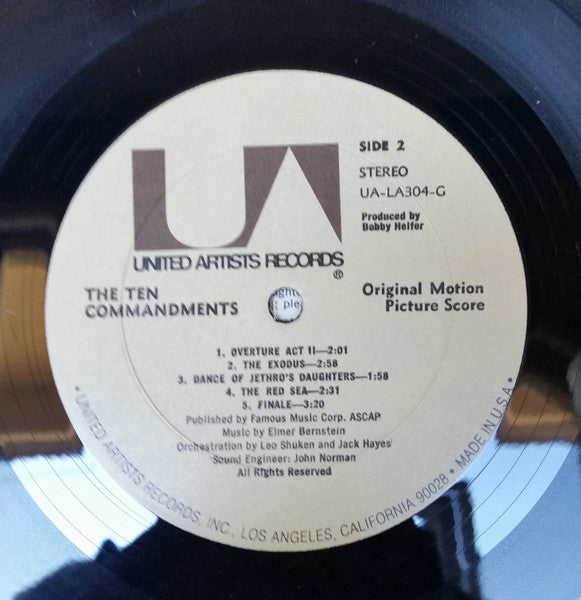 SIDE 2
STEREO
UA-LA304-G
Produced by
Bobby Helfer
UA
UNITED ARTISTS RECORDS
®
THE TEN
COMMANDMENTS
Original Motion
Picture Score
1. OVERTURE ACT II—2:01
2. THE EXODUS—2:58
3. DANCE OF JETHRO'S DAUGHTERS—1:58
4. THE RED SEA—2:31
5. FINALE—3:20
Published by Famous Music Corp. ASCAP
Music by Elmer Bernstein
Orchestration by Leo Shuken and Jack Hayes
Sound Engineer: John Norman
All Rights Reserved
• UNITED ARTISTS RECORDS, INC., LOS ANGELES, CALIFORNIA 90028 • MADE IN U.S.A •